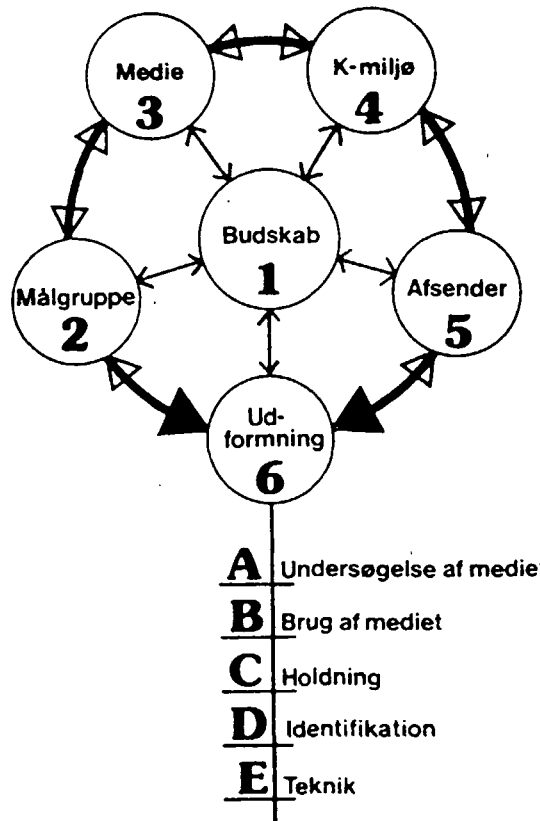 Medie
3
K-miljø
4
Budskab
1
Målgruppe
2
Afsender
5
Ud-
formning
6
A Undersøgelse af mediet
B Brug af mediet
C Holdning
D Identifikation
E Teknik